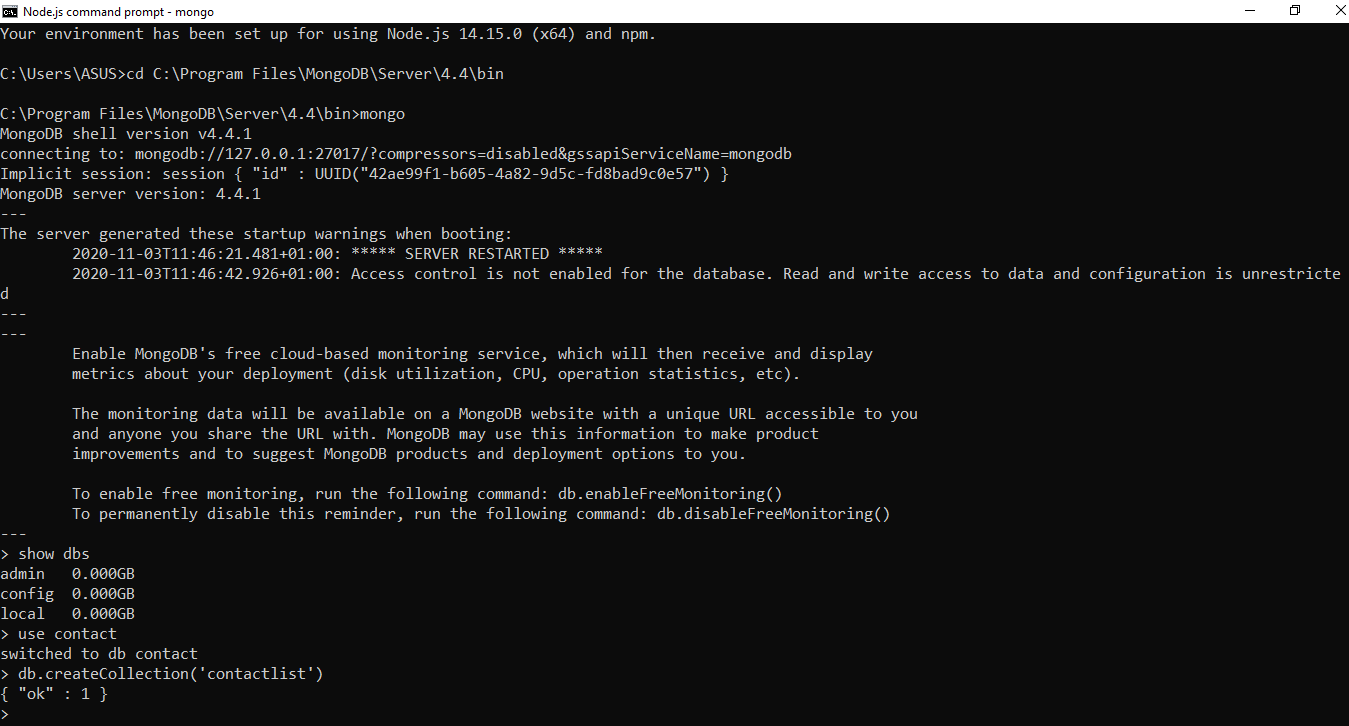 Node.js command prompt - mongo
Your environment has been set up for using Node.js 14.15.0 (x64) and npm.
C:\Users\ASUS>cd C:\Program Files\MongoDB\Server\4.4\bin
C:\Program Files\MongoDB\Server\4.4\bin>mongo
MongoDB shell version v4.4.1
connecting to: mongodb://127.0.0.1:27017/?compressors=disabled&gssapiServiceName=mongodb
Implicit session: session { "id" : UUID("42ae99f1-b605-4a82-9d5c-fd8bad9c0e57") }
MongoDB server version: 4.4.1
---
The server generated these startup warnings when booting:
        2020-11-03T11:46:21.481+01:00: ***** SERVER RESTARTED *****
        2020-11-03T11:46:42.926+01:00: Access control is not enabled for the database. Read and write access to data and configuration is unrestricte
d
---
---
        Enable MongoDB's free cloud-based monitoring service, which will then receive and display
        metrics about your deployment (disk utilization, CPU, operation statistics, etc).
        The monitoring data will be available on a MongoDB website with a unique URL accessible to you
        and anyone you share the URL with. MongoDB may use this information to make product
        improvements and to suggest MongoDB products and deployment options to you.
        To enable free monitoring, run the following command: db.enableFreeMonitoring()
        To permanently disable this reminder, run the following command: db.disableFreeMonitoring()
---
> show dbs
admin   0.000GB
config  0.000GB
local   0.000GB
> use contact
switched to db contact
> db.createCollection('contactlist')
{ "ok" : 1 }
>